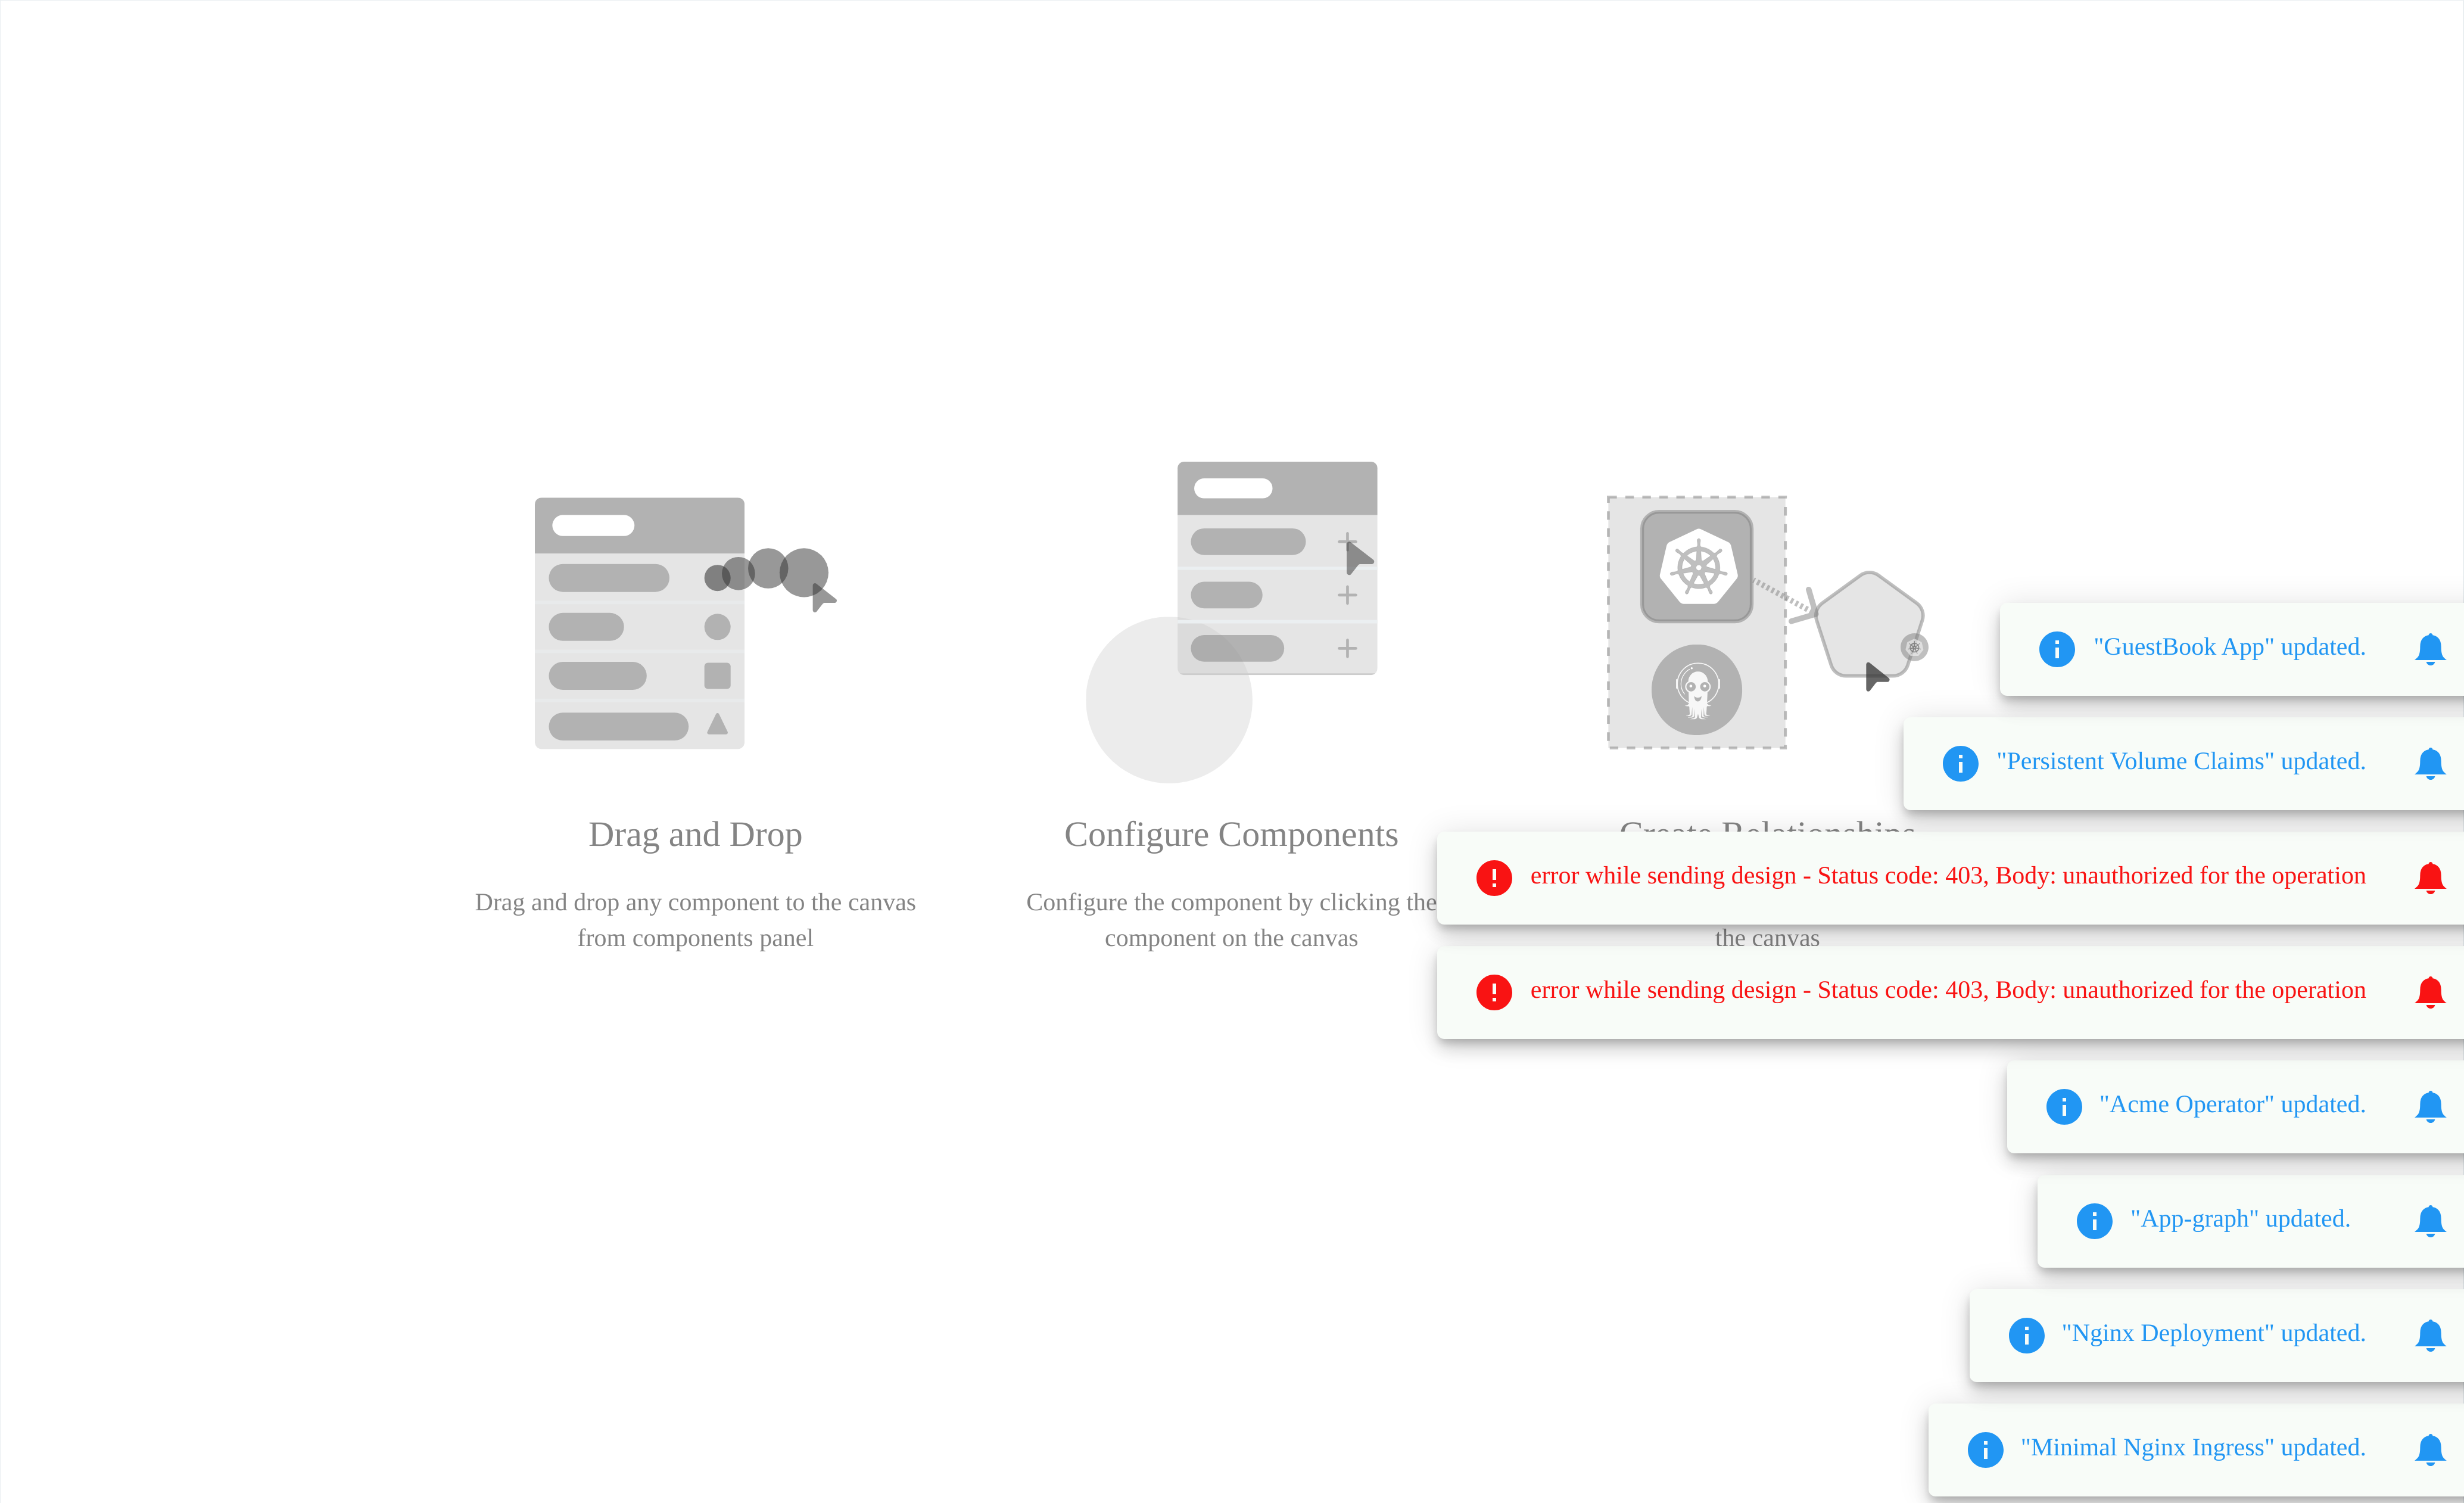 Drag and Drop
Drag and drop any component to the canvas
from components panel
Configure Components
Configure the component by clicking the
component on the canvas
Create Relationships
the canvas
"GuestBook App" updated.
"Persistent Volume Claims" updated.
error while sending design - Status code: 403, Body: unauthorized for the operation
error while sending design - Status code: 403, Body: unauthorized for the operation
"Acme Operator" updated.
"App-graph" updated.
"Nginx Deployment" updated.
"Minimal Nginx Ingress" updated.